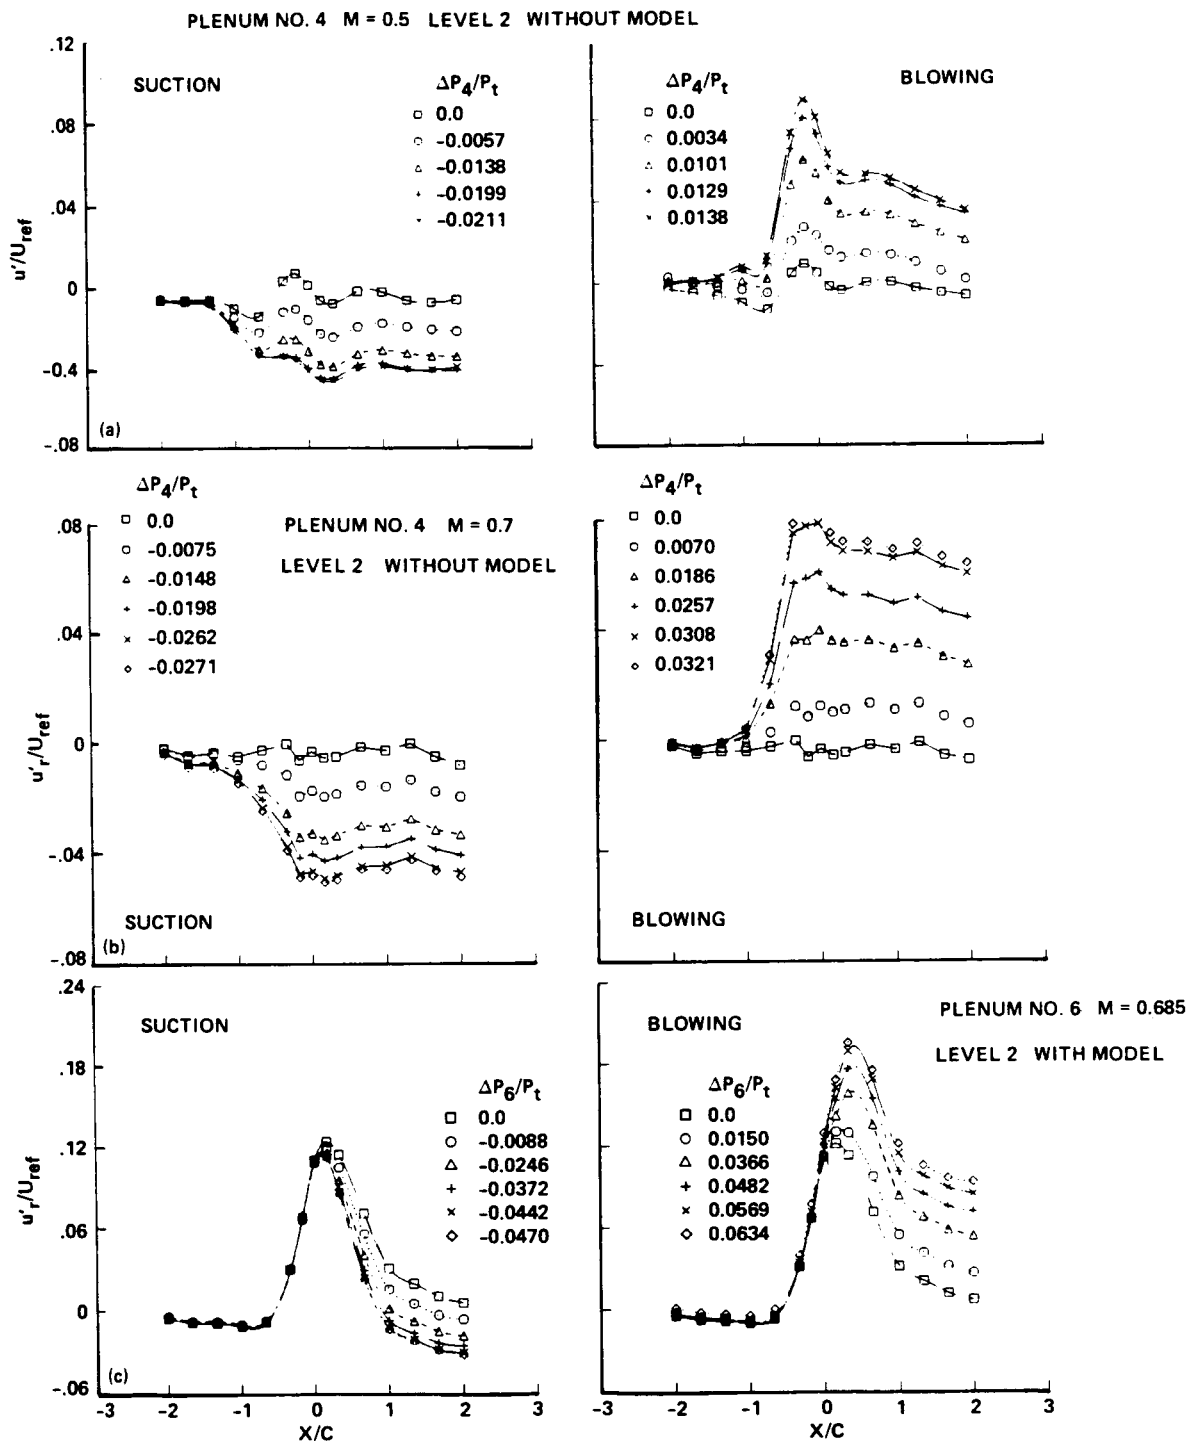 PLENUM NO. 4 M = 0.5 LEVEL 2 WITHOUT MODEL
.12
.08
.04
0
-0.4
-.08
u'/Uref
SUCTION
ΔP4/Pt
0.0
-0.0057
-0.0138
-0.0199
-0.0211
(a)
ΔP4/Pt
0.0
0.0034
0.0101
0.0129
0.0138
BLOWING
ΔP4/Pt
0.0
-0.0075
-0.0148
-0.0198
-0.0262
-0.0271
PLENUM NO. 4 M = 0.7
LEVEL 2 WITHOUT MODEL
.08
.04
0
-.04
-.08
u'r/Uref
SUCTION
(b)
ΔP4/Pt
0.0
0.0070
0.0186
0.0257
0.0308
0.0321
BLOWING
.24
.18
.12
.06
0
-.06
u'r/Uref
SUCTION
ΔP6/Pt
0.0
-0.0088
-0.0246
-0.0372
-0.0442
-0.0470
(c)
-3 -2 -1 0 1 2 3
X/C
BLOWING
PLENUM NO. 6 M = 0.685
LEVEL 2 WITH MODEL
ΔP6/Pt
0.0
0.0150
0.0366
0.0482
0.0569
0.0634
-3 -2 -1 0 1 2 3
X/C